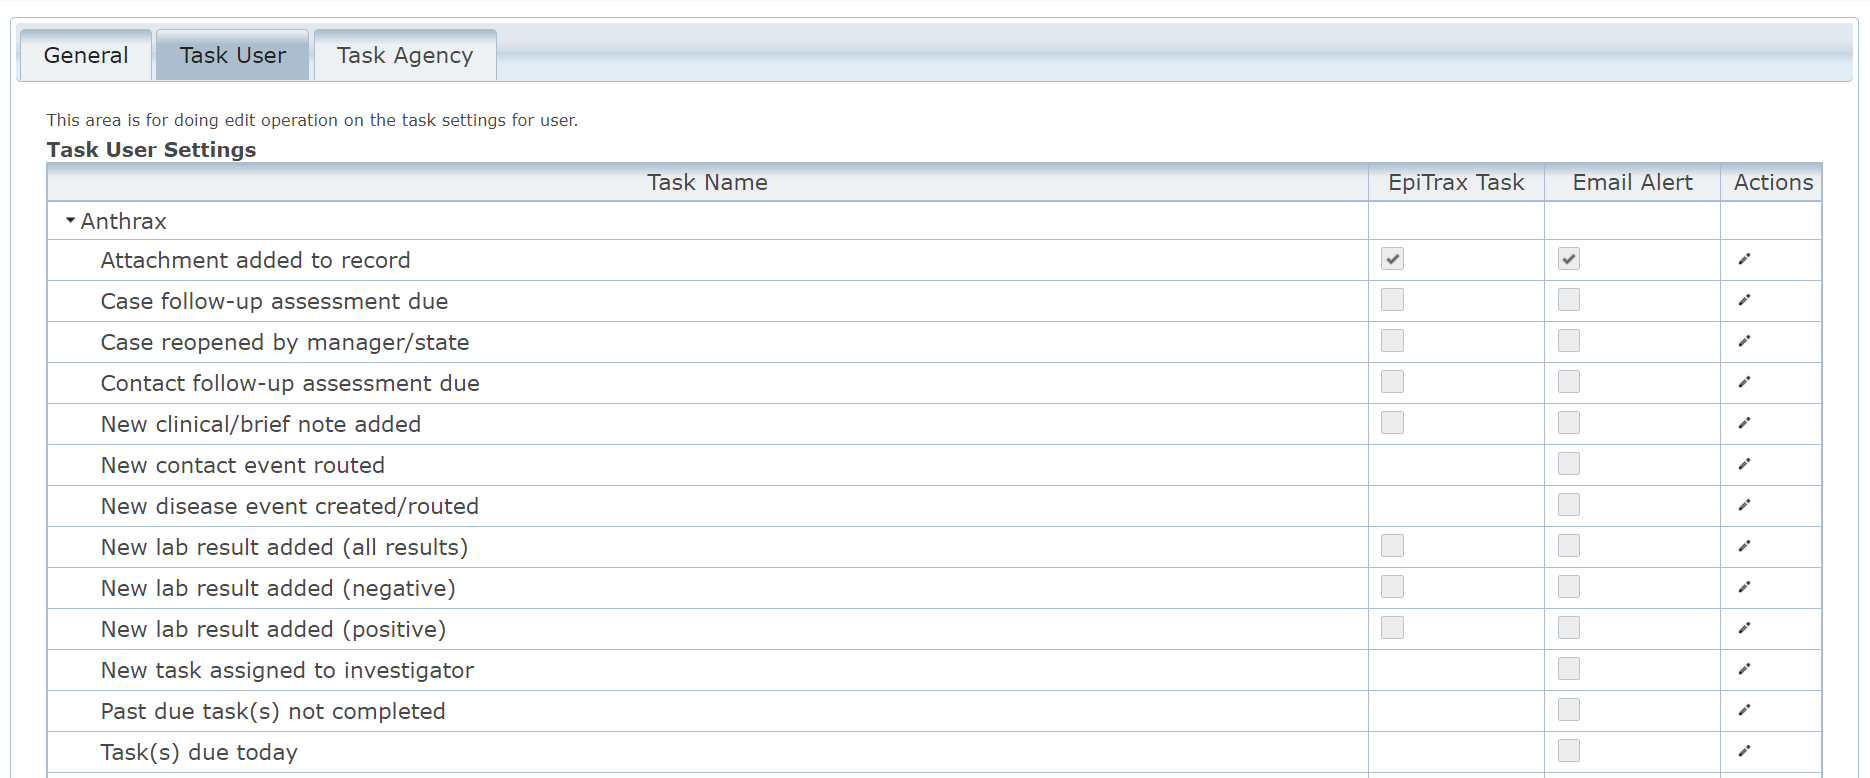 General Task User Task Agency
This area is for doing edit operation on the task settings for user.
Task User Settings
Task Name EpiTrax Task Email Alert Actions
Anthrax
Attachment added to record
Case follow-up assessment due
Case reopened by manager/state
Contact follow-up assessment due
New clinical/brief note added
New contact event routed
New disease event created/routed
New lab result added (all results)
New lab result added (negative)
New lab result added (positive)
New task assigned to investigator
Past due task(s) not completed
Task(s) due today